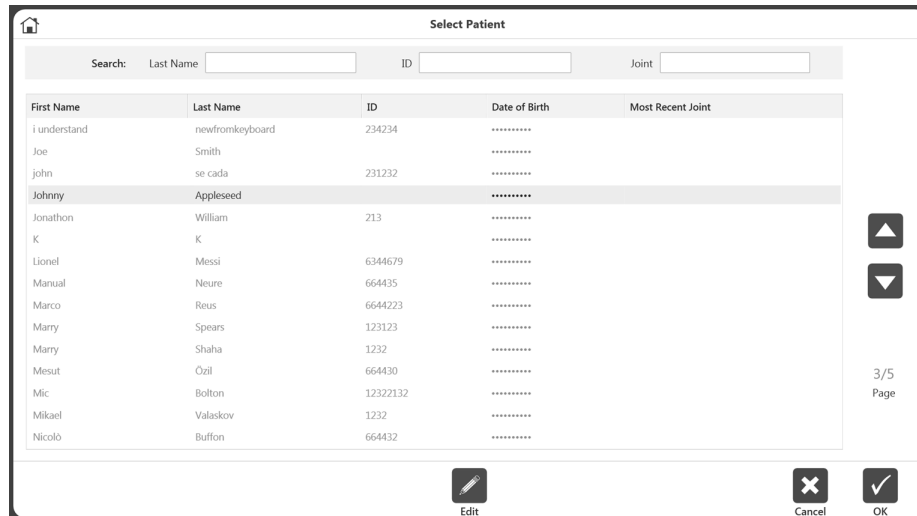 Select Patient
Search: Last Name ID Joint
First Name Last Name ID Date of Birth Most Recent Joint
i understand newfromkeyboard 234234 ••••••••••
Joe Smith ••••••••••
john se cada 231232 ••••••••••
Johnny Appleseed ••••••••••
Jonathon William 213 ••••••••••
K K ••••••••••
Lionel Messi 6344679 ••••••••••
Manual Neure 664435 ••••••••••
Marco Reus 6644223 ••••••••••
Marry Spears 123123 ••••••••••
Marry Shaha 1232 ••••••••••
Mesut Özil 664430 ••••••••••
Mic Bolton 12322132 ••••••••••
Mikael Valaskov 1232 ••••••••••
Nicolò Buffon 664432 ••••••••••
3/5
Page
Edit Cancel OK